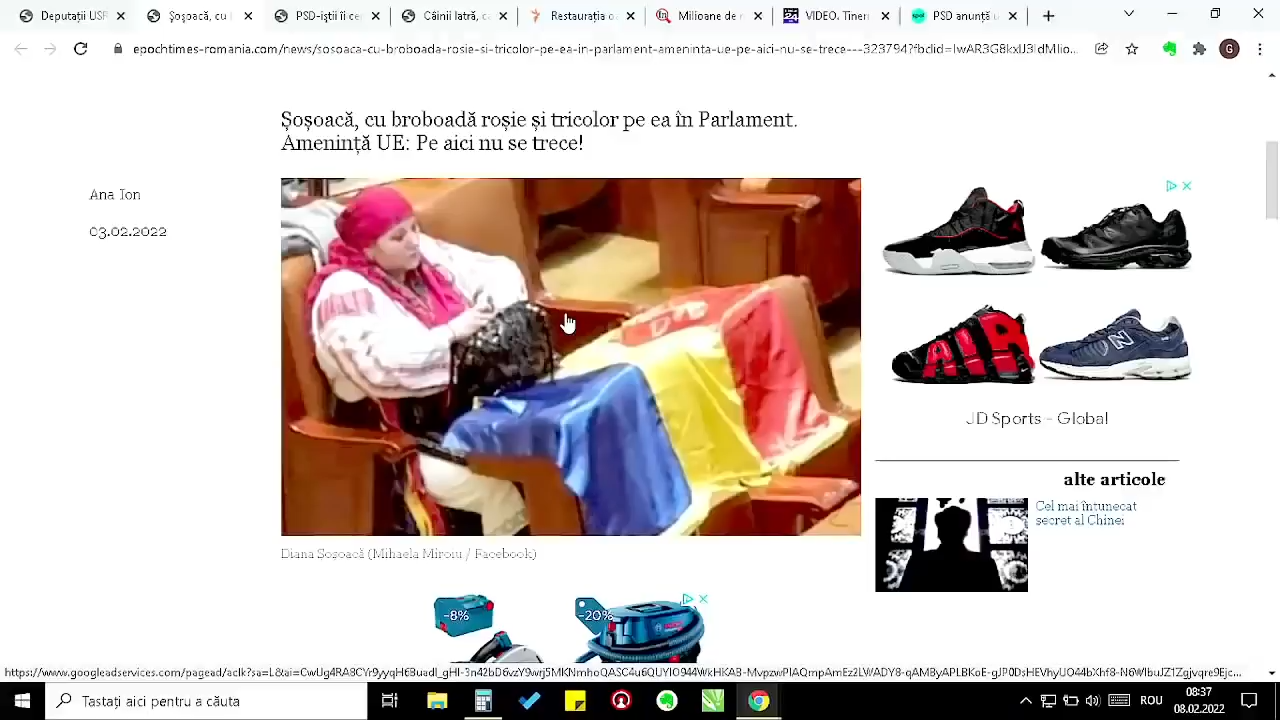 Deputații USR
Șoșoacă, cu
PSD-iștii îi ce
Câinii latră, ca
Restaurația o
Milioane de
VIDEO. Tineri
PSD anunță u
epochtimes-romania.com/news/sosoaca-cu-broboada-rosie-si-tricolor-pe-ea-in-parlament-ameninta-ue-pe-aici-nu-se-trece---323794?fbclid=
G
Șoșoacă, cu broboadă roșie și tricolor pe ea în Parlament.
Amenință UE: Pe aici nu se trece!
Ana Ion
03.02.2022
JD Sports - Global
alte articole
Cel mai întunecat
secret al Chinei
Diana Șoșoacă (Mihaela Miroiu / Facebook)
-8%
-20%
Tastați aici pentru a căuta
ROU
08:37
08.02.2022